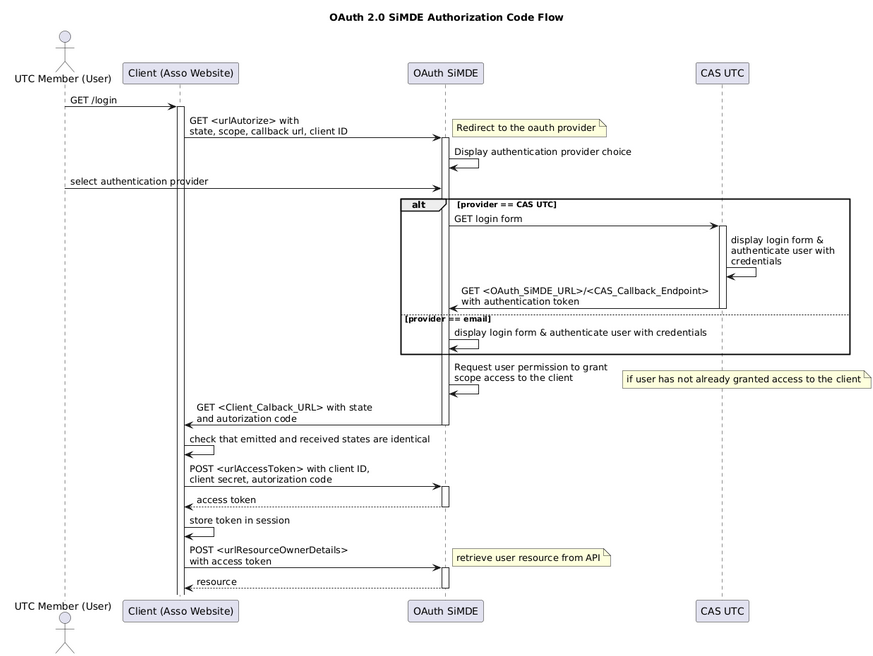 OAuth 2.0 SiMDE Authorization Code Flow
UTC Member (User)
Client (Asso Website)
OAuth SiMDE
CAS UTC
GET /login
GET <urlAutorize> with
state, scope, callback url, client ID
Redirect to the oauth provider
Display authentication provider choice
select authentication provider
alt
[provider == CAS UTC]
GET login form
display login form &
authenticate user with
credentials
GET <OAuth_SiMDE_URL>/<CAS_Callback_Endpoint>
with authentication token
[provider == email]
display login form & authenticate user with credentials
Request user permission to grant
scope access to the client
if user has not already granted access to the client
GET <Client_Calback_URL> with state
and autorization code
check that emitted and received states are identical
POST <urlAccessToken> with client ID,
client secret, autorization code
access token
store token in session
POST <urlResourceOwnerDetails>
with access token
retrieve user resource from API
resource
UTC Member (User)
Client (Asso Website)
OAuth SiMDE
CAS UTC